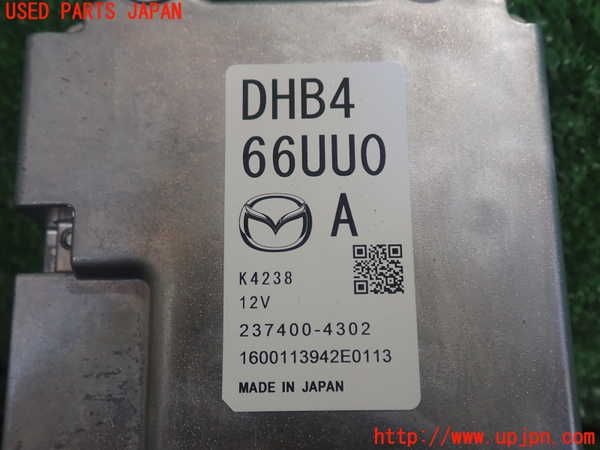 USED PARTS JAPAN
DHB4
66UU0
A
K4238
12V
237400-4302
1600113942E0113
MADE IN JAPAN
http://www.upjpn.com/